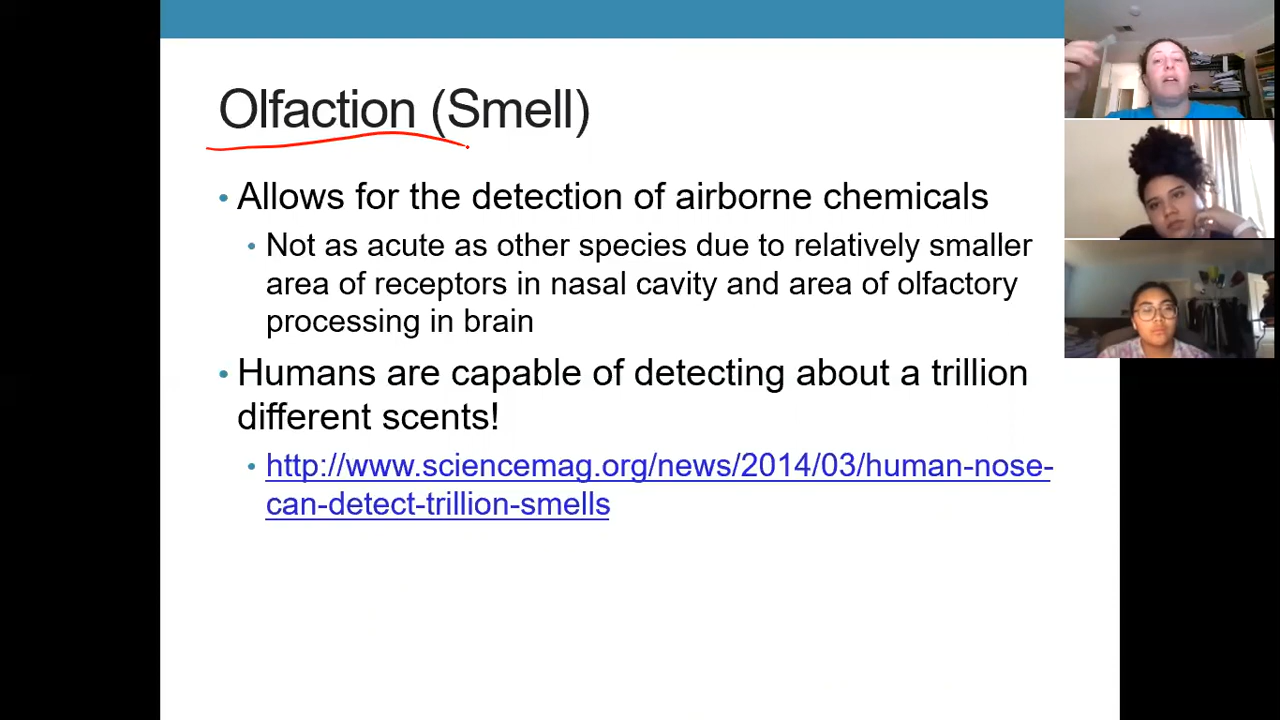 Olfaction (Smell)
• Allows for the detection of airborne chemicals
• Not as acute as other species due to relatively smaller
area of receptors in nasal cavity and area of olfactory
processing in brain
• Humans are capable of detecting about a trillion
different scents!
• http://www.sciencemag.org/news/2014/03/human-nose-
can-detect-trillion-smells